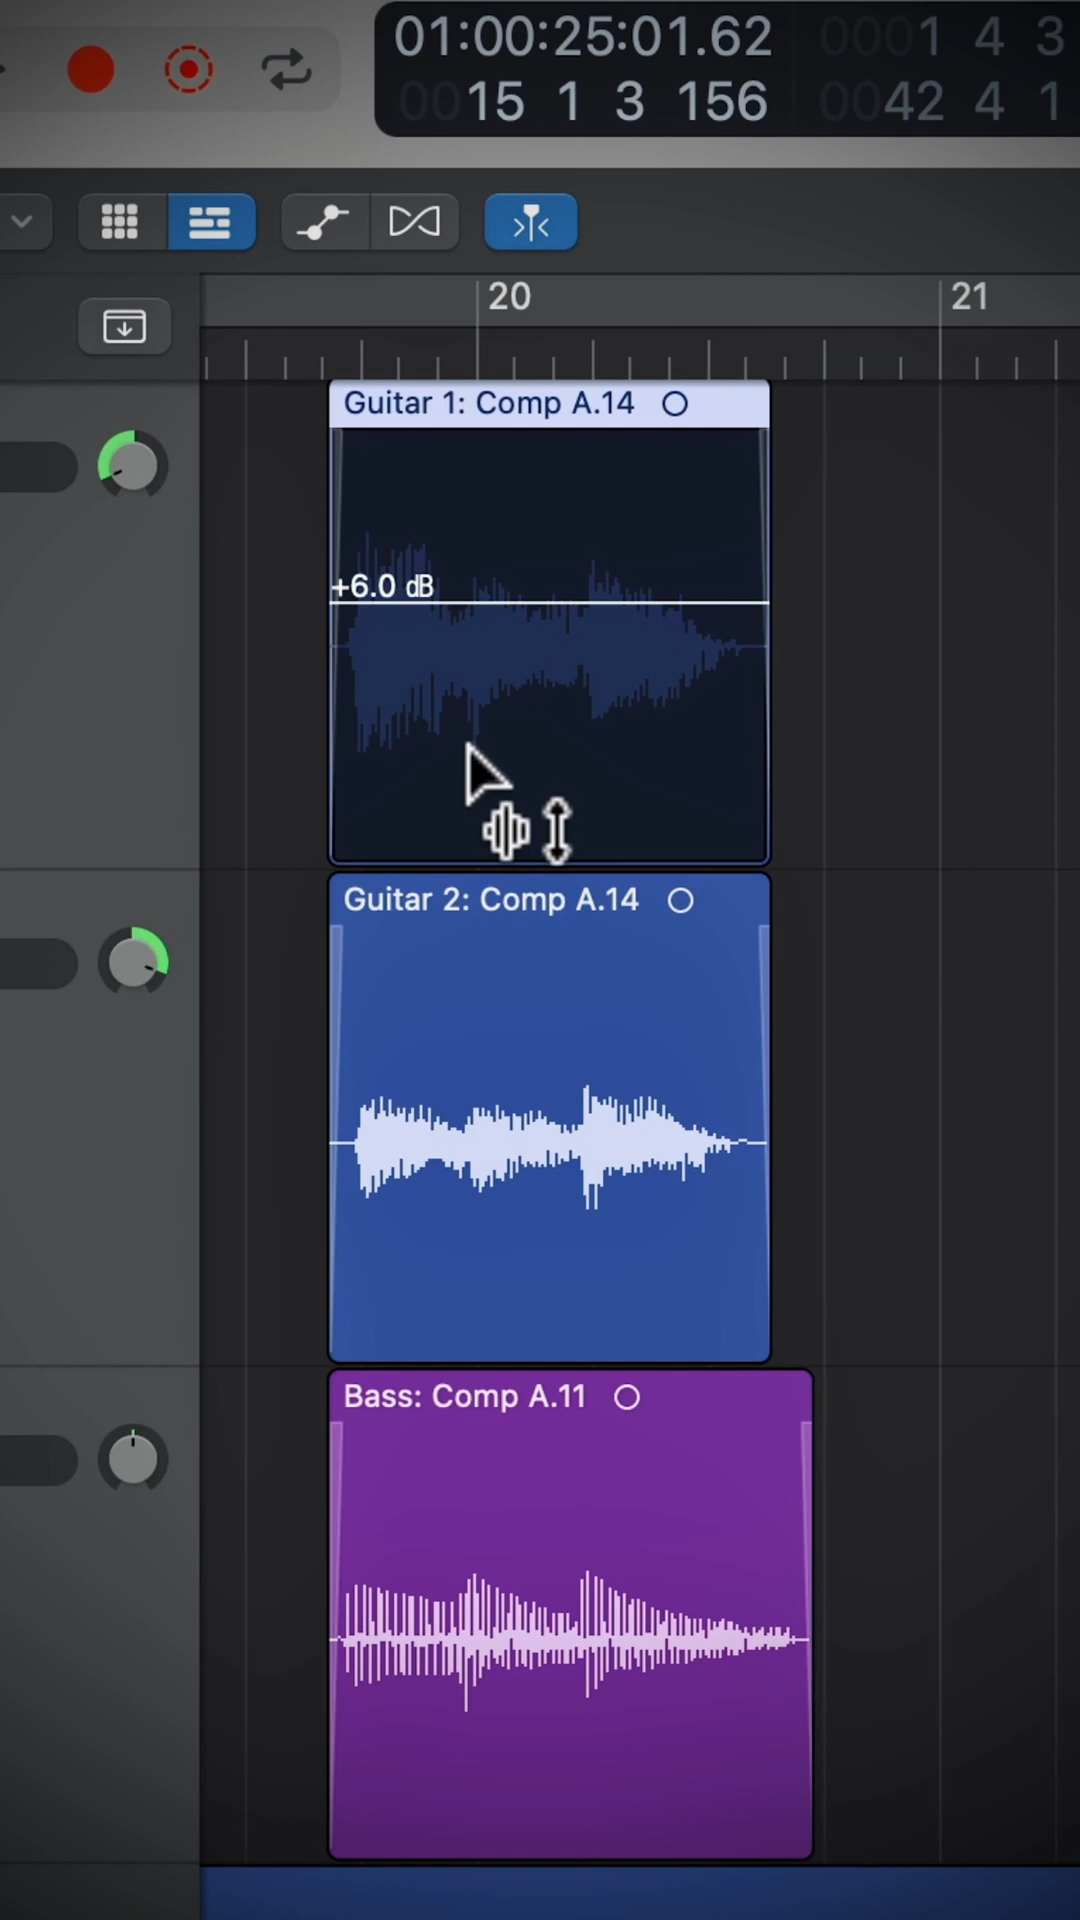 01:00:25:01.62
0001 4 3
0015 1 3 156
0042 4 1
20
21
Guitar 1: Comp A.14
+6.0 dB
Guitar 2: Comp A.14
Bass: Comp A.11